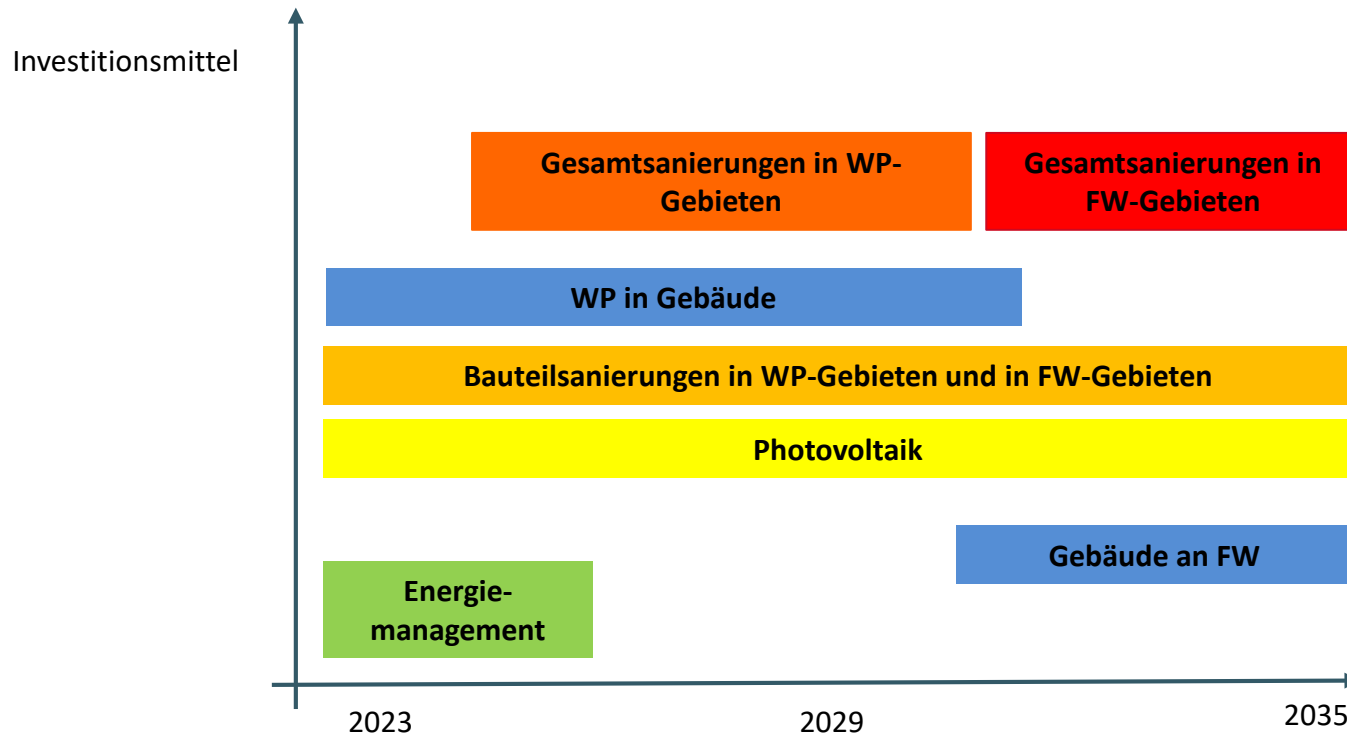 Investitionsmittel
Gesamtsanierungen in WP-
Gebieten
Gesamtsanierungen in
FW-Gebieten
WP in Gebäude
Bauteilsanierungen in WP-Gebieten und in FW-Gebieten
Photovoltaik
Gebäude an FW
Energie-
management
2023
2029
2035